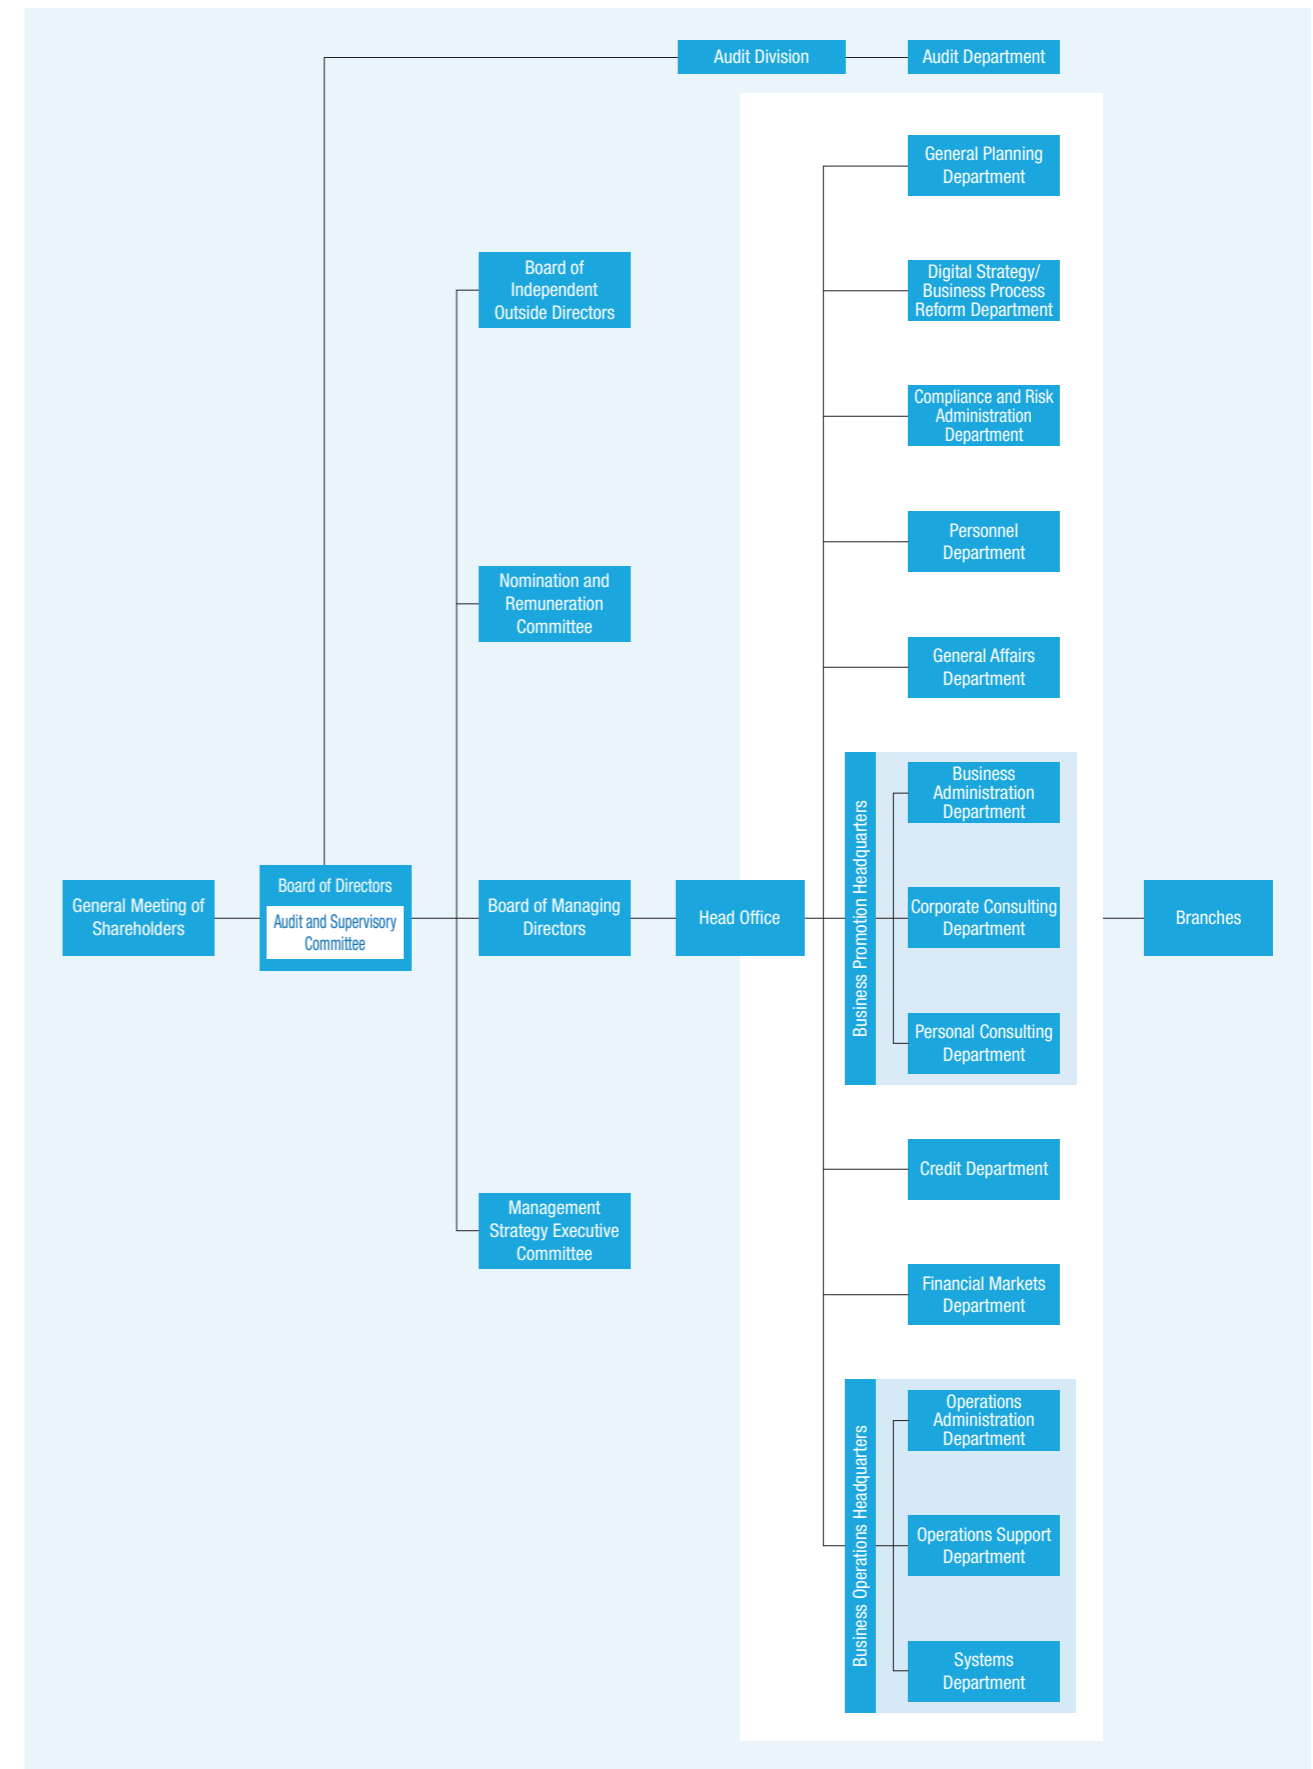 Audit Division
Audit Department
General Planning
Department
Board of
Independent
Outside Directors
Digital Strategy/
Business Process
Reform Department
Compliance and Risk
Administration
Department
Personnel
Department
Nomination and
Remuneration
Committee
General Affairs
Department
Business Promotion Headquarters
Business
Administration
Department
General Meeting of
Shareholders
Board of Directors
Audit and Supervisory
Committee
Board of Managing
Directors
Head Office
Corporate Consulting
Department
Branches
Personal Consulting
Department
Credit Department
Management
Strategy Executive
Committee
Financial Markets
Department
Business Operations Headquarters
Operations
Administration
Department
Operations Support
Department
Systems
Department